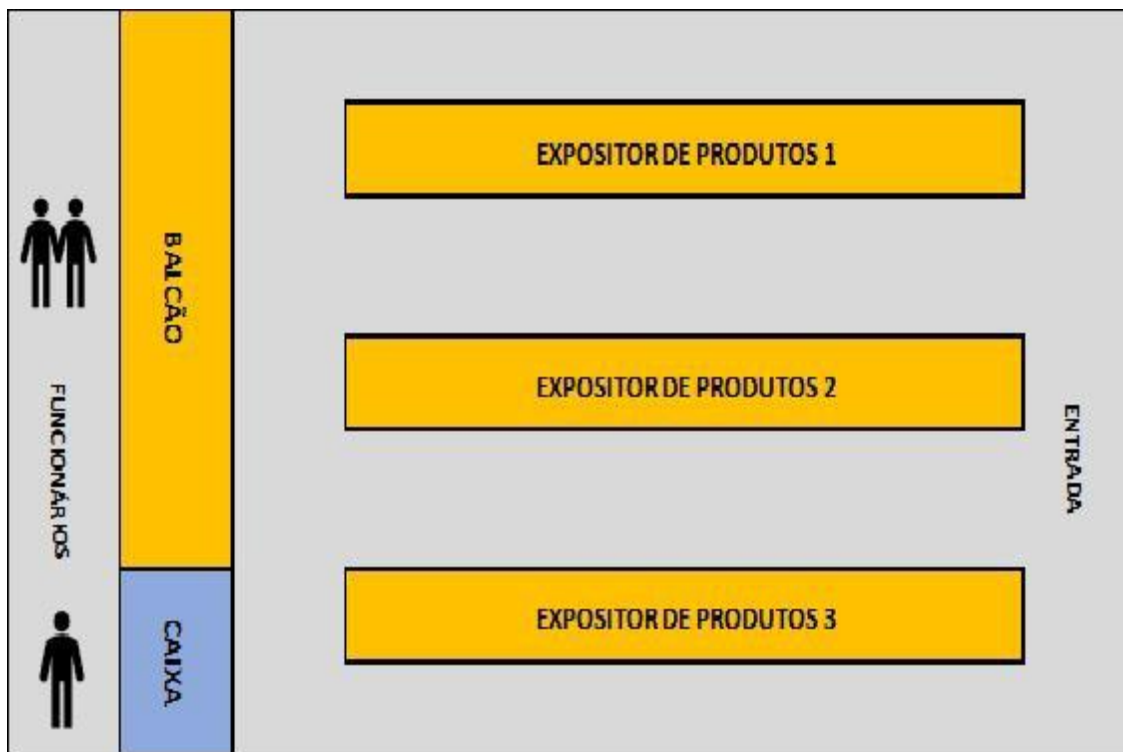 EXPOSITOR DE PRODUTOS 1
BALCÃO
EXPOSITOR DE PRODUTOS 2
FUNCIONÁRIOS
ENTRADA
EXPOSITOR DE PRODUTOS 3
CAIXA